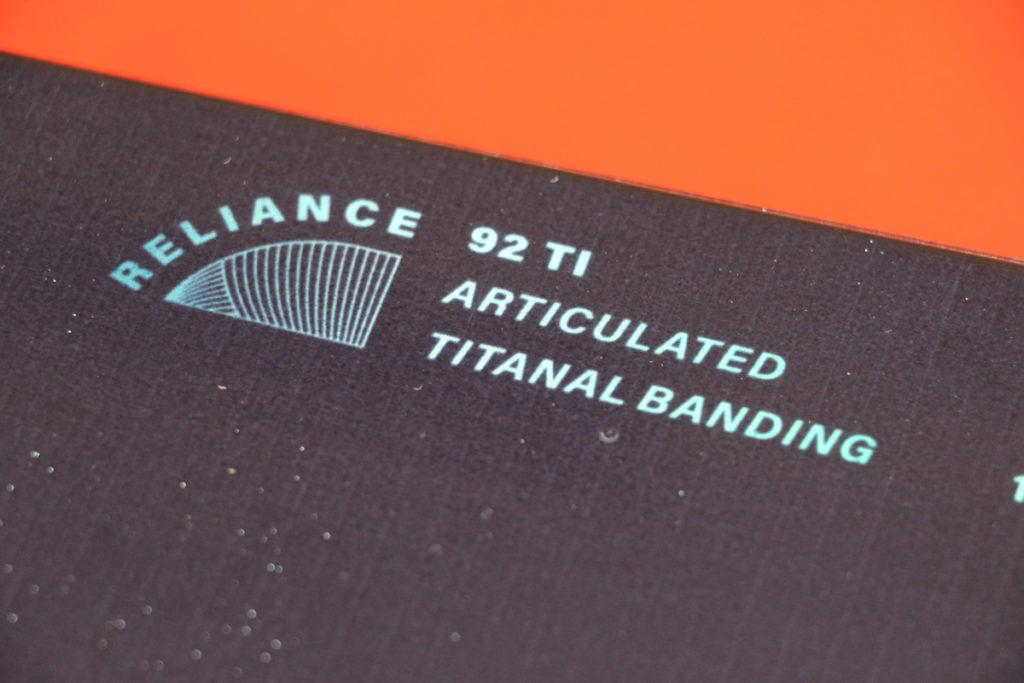 RELIANCE
92 TI
ARTICULATED
TITANAL BANDING